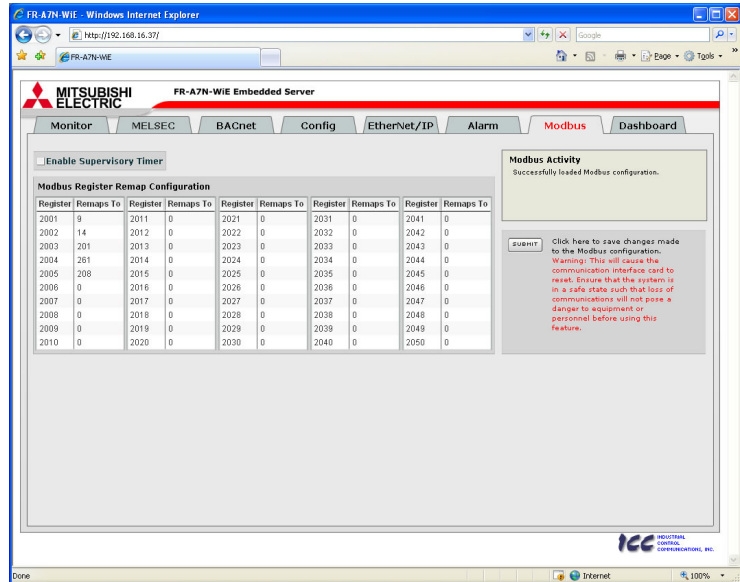 FR-A7N-WiE - Windows Internet Explorer
http://192.168.16.37/
Google
FR-A7N-WiE
Page
Tools
MITSUBISHI ELECTRIC
FR-A7N-WiE Embedded Server
Monitor MELSEC BACnet Config EtherNet/IP Alarm Modbus Dashboard
Enable Supervisory Timer
Modbus Register Remap Configuration
Register Remaps To Register Remaps To Register Remaps To Register Remaps To Register Remaps To
2001 9 2011 0 2021 0 2031 0 2041 0
2002 14 2012 0 2022 0 2032 0 2042 0
2003 201 2013 0 2023 0 2033 0 2043 0
2004 261 2014 0 2024 0 2034 0 2044 0
2005 208 2015 0 2025 0 2035 0 2045 0
2006 0 2016 0 2026 0 2036 0 2046 0
2007 0 2017 0 2027 0 2037 0 2047 0
2008 0 2018 0 2028 0 2038 0 2048 0
2009 0 2019 0 2029 0 2039 0 2049 0
2010 0 2020 0 2030 0 2040 0 2050 0
Modbus Activity
Successfully loaded Modbus configuration.
SUBMIT
Click here to save changes made
to the Modbus configuration.
Warning: This will cause the
communication interface card to
reset. Ensure that the system is
in a safe state such that loss of
communications will not pose a
danger to equipment or
personnel before using this
feature.
ICC INDUSTRIAL
CONTROL
COMMUNICATIONS, INC.
Done
Internet
100%